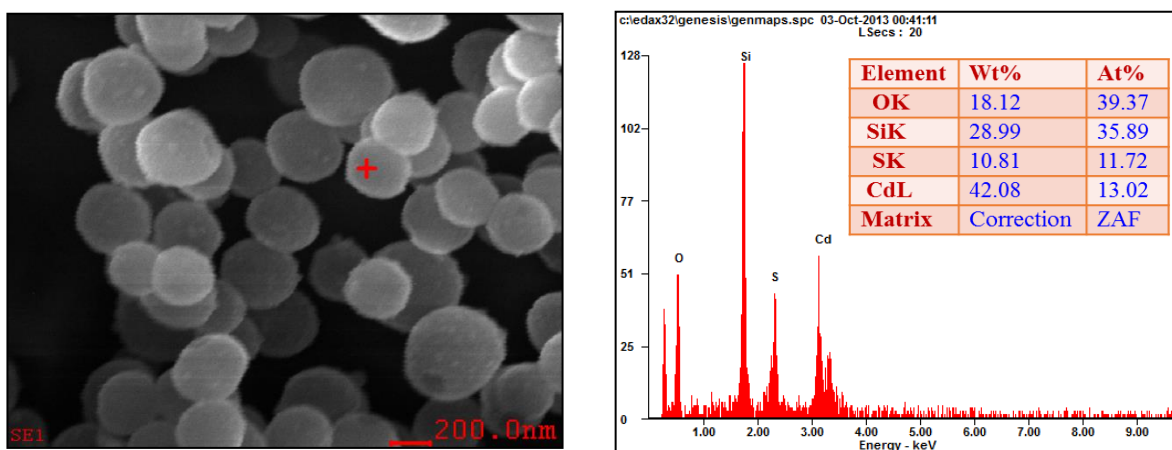 SE1
200.0nm
c:\edax32\genesis\genmaps.spc 03-Oct-2013 00:41:11
LSecs : 20
128
102
77
51
25
0
Si
O
S
Cd
Element Wt% At%
OK 18.12 39.37
SiK 28.99 35.89
SK 10.81 11.72
CdL 42.08 13.02
Matrix Correction ZAF
1.00 2.00 3.00 4.00 5.00 6.00 7.00 8.00 9.00
Energy - keV